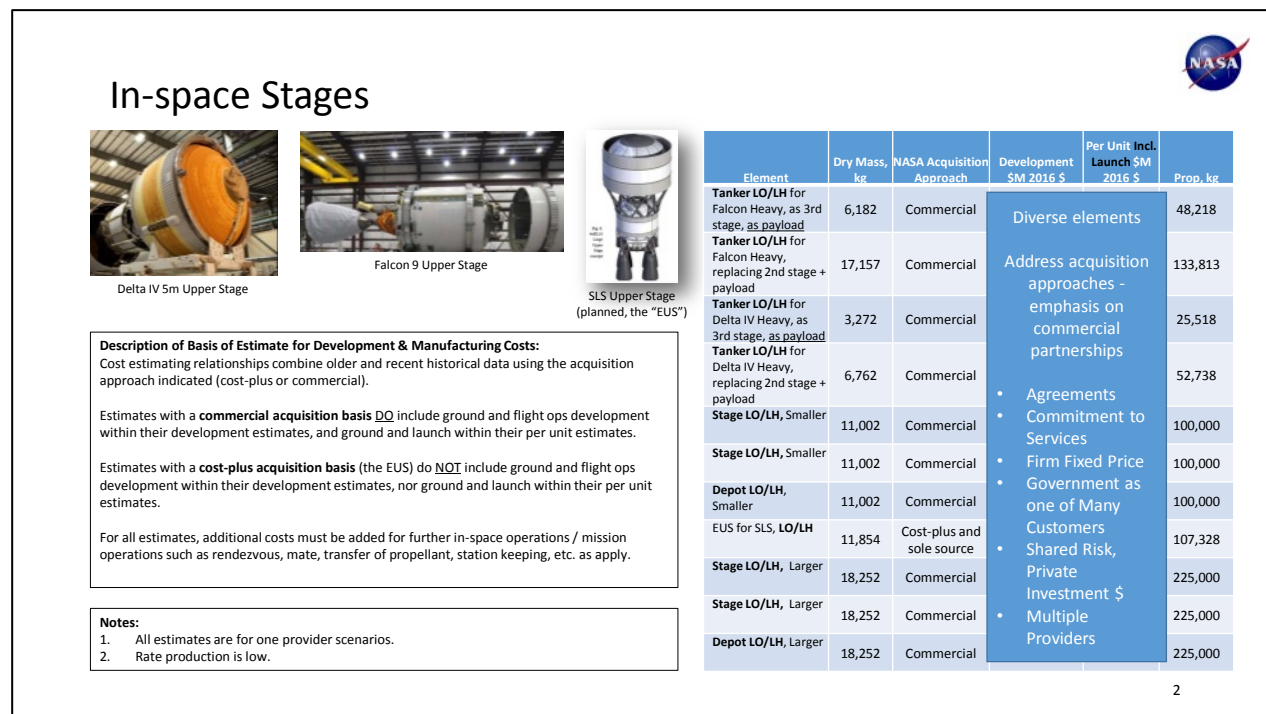 NASA
In-space Stages
Delta IV 5m Upper Stage
Falcon 9 Upper Stage
SLS Upper Stage
(planned, the “EUS”)
Description of Basis of Estimate for Development & Manufacturing Costs:
Cost estimating relationships combine older and recent historical data using the acquisition
approach indicated (cost-plus or commercial).
Estimates with a commercial acquisition basis DO include ground and flight ops development
within their development estimates, and ground and launch within their per unit estimates.
Estimates with a cost-plus acquisition basis (the EUS) do NOT include ground and flight ops
development within their development estimates, nor ground and launch within their per unit
estimates.
For all estimates, additional costs must be added for further in-space operations / mission
operations such as rendezvous, mate, transfer of propellant, station keeping, etc. as apply.
Notes:
1. All estimates are for one provider scenarios.
2. Rate production is low.
Element
Dry Mass,
kg
NASA Acquisition
Approach
Development
$M 2016 $
Per Unit Incl.
Launch $M
2016 $
Prop, kg
Tanker LO/LH for
Falcon Heavy, as 3rd
stage, as payload
6,182
Commercial
48,218
Tanker LO/LH for
Falcon Heavy,
replacing 2nd stage +
payload
17,157
Commercial
133,813
Tanker LO/LH for
Delta IV Heavy, as
3rd stage, as payload
3,272
Commercial
25,518
Tanker LO/LH for
Delta IV Heavy,
replacing 2nd stage +
payload
6,762
Commercial
52,738
Stage LO/LH, Smaller
11,002
Commercial
100,000
Stage LO/LH, Smaller
11,002
Commercial
100,000
Depot LO/LH,
Smaller
11,002
Commercial
100,000
EUS for SLS, LO/LH
11,854
Cost-plus and
sole source
107,328
Stage LO/LH, Larger
18,252
Commercial
225,000
Stage LO/LH, Larger
18,252
Commercial
225,000
Depot LO/LH, Larger
18,252
Commercial
225,000
Diverse elements
Address acquisition
approaches -
emphasis on
commercial
partnerships
• Agreements
• Commitment to
Services
• Firm Fixed Price
• Government as
one of Many
Customers
• Shared Risk,
Private
Investment $
• Multiple
Providers
2